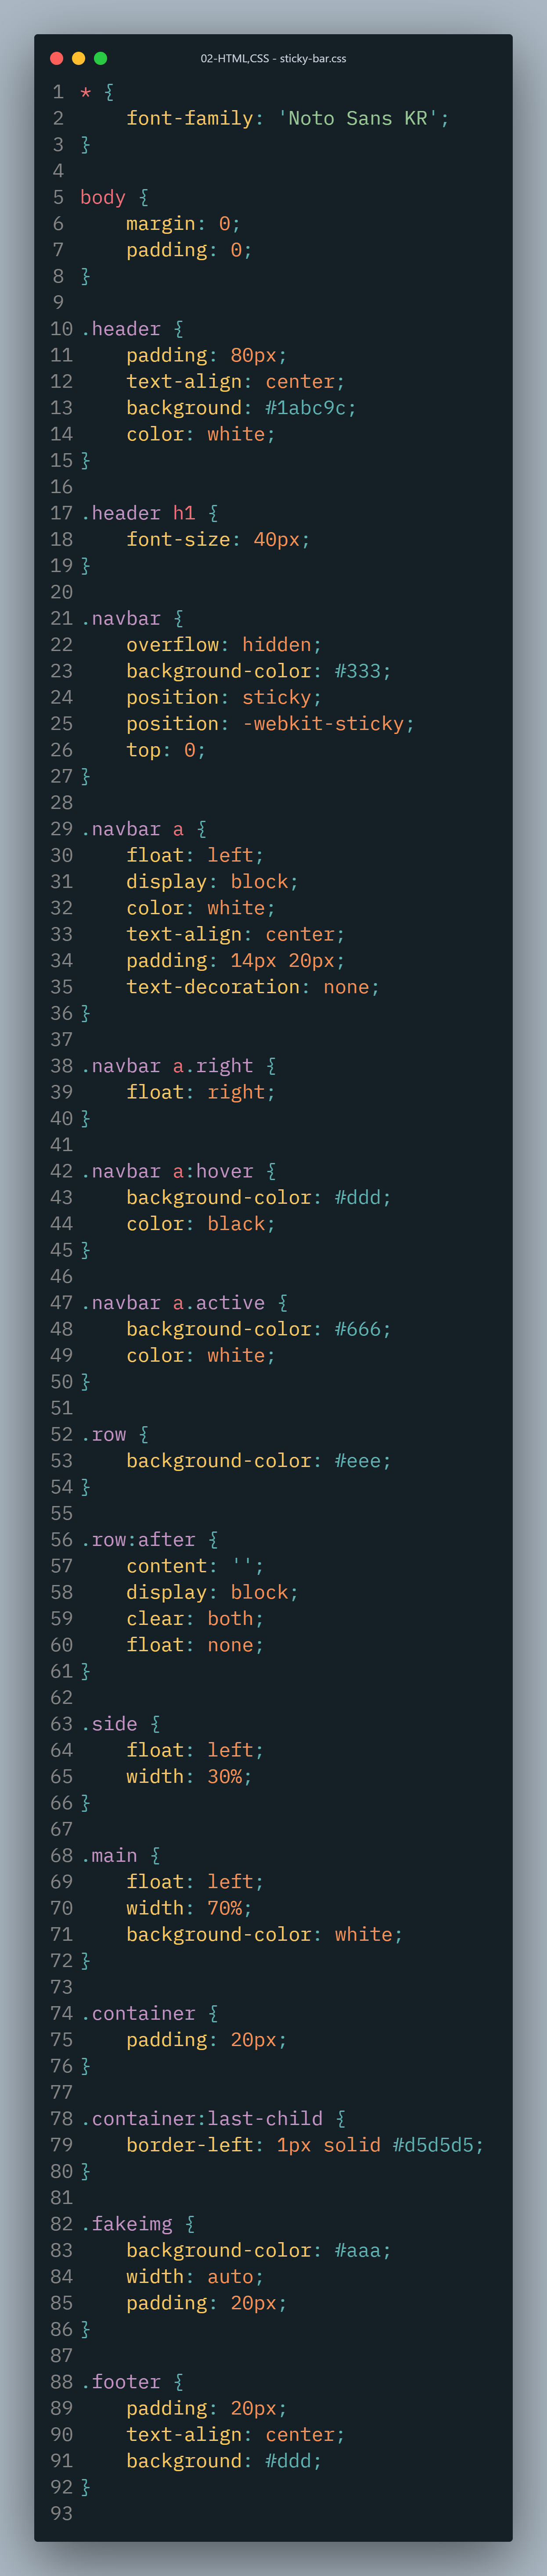 02-HTML,CSS - sticky-bar.css
1 * {
2     font-family: 'Noto Sans KR';
3 }
4
5 body {
6     margin: 0;
7     padding: 0;
8 }
9
10 .header {
11     padding: 80px;
12     text-align: center;
13     background: #1abc9c;
14     color: white;
15 }
16
17 .header h1 {
18     font-size: 40px;
19 }
20
21 .navbar {
22     overflow: hidden;
23     background-color: #333;
24     position: sticky;
25     position: -webkit-sticky;
26     top: 0;
27 }
28
29 .navbar a {
30     float: left;
31     display: block;
32     color: white;
33     text-align: center;
34     padding: 14px 20px;
35     text-decoration: none;
36 }
37
38 .navbar a.right {
39     float: right;
40 }
41
42 .navbar a:hover {
43     background-color: #ddd;
44     color: black;
45 }
46
47 .navbar a.active {
48     background-color: #666;
49     color: white;
50 }
51
52 .row {
53     background-color: #eee;
54 }
55
56 .row:after {
57     content: '';
58     display: block;
59     clear: both;
60     float: none;
61 }
62
63 .side {
64     float: left;
65     width: 30%;
66 }
67
68 .main {
69     float: left;
70     width: 70%;
71     background-color: white;
72 }
73
74 .container {
75     padding: 20px;
76 }
77
78 .container:last-child {
79     border-left: 1px solid #d5d5d5;
80 }
81
82 .fakeimg {
83     background-color: #aaa;
84     width: auto;
85     padding: 20px;
86 }
87
88 .footer {
89     padding: 20px;
90     text-align: center;
91     background: #ddd;
92 }
93